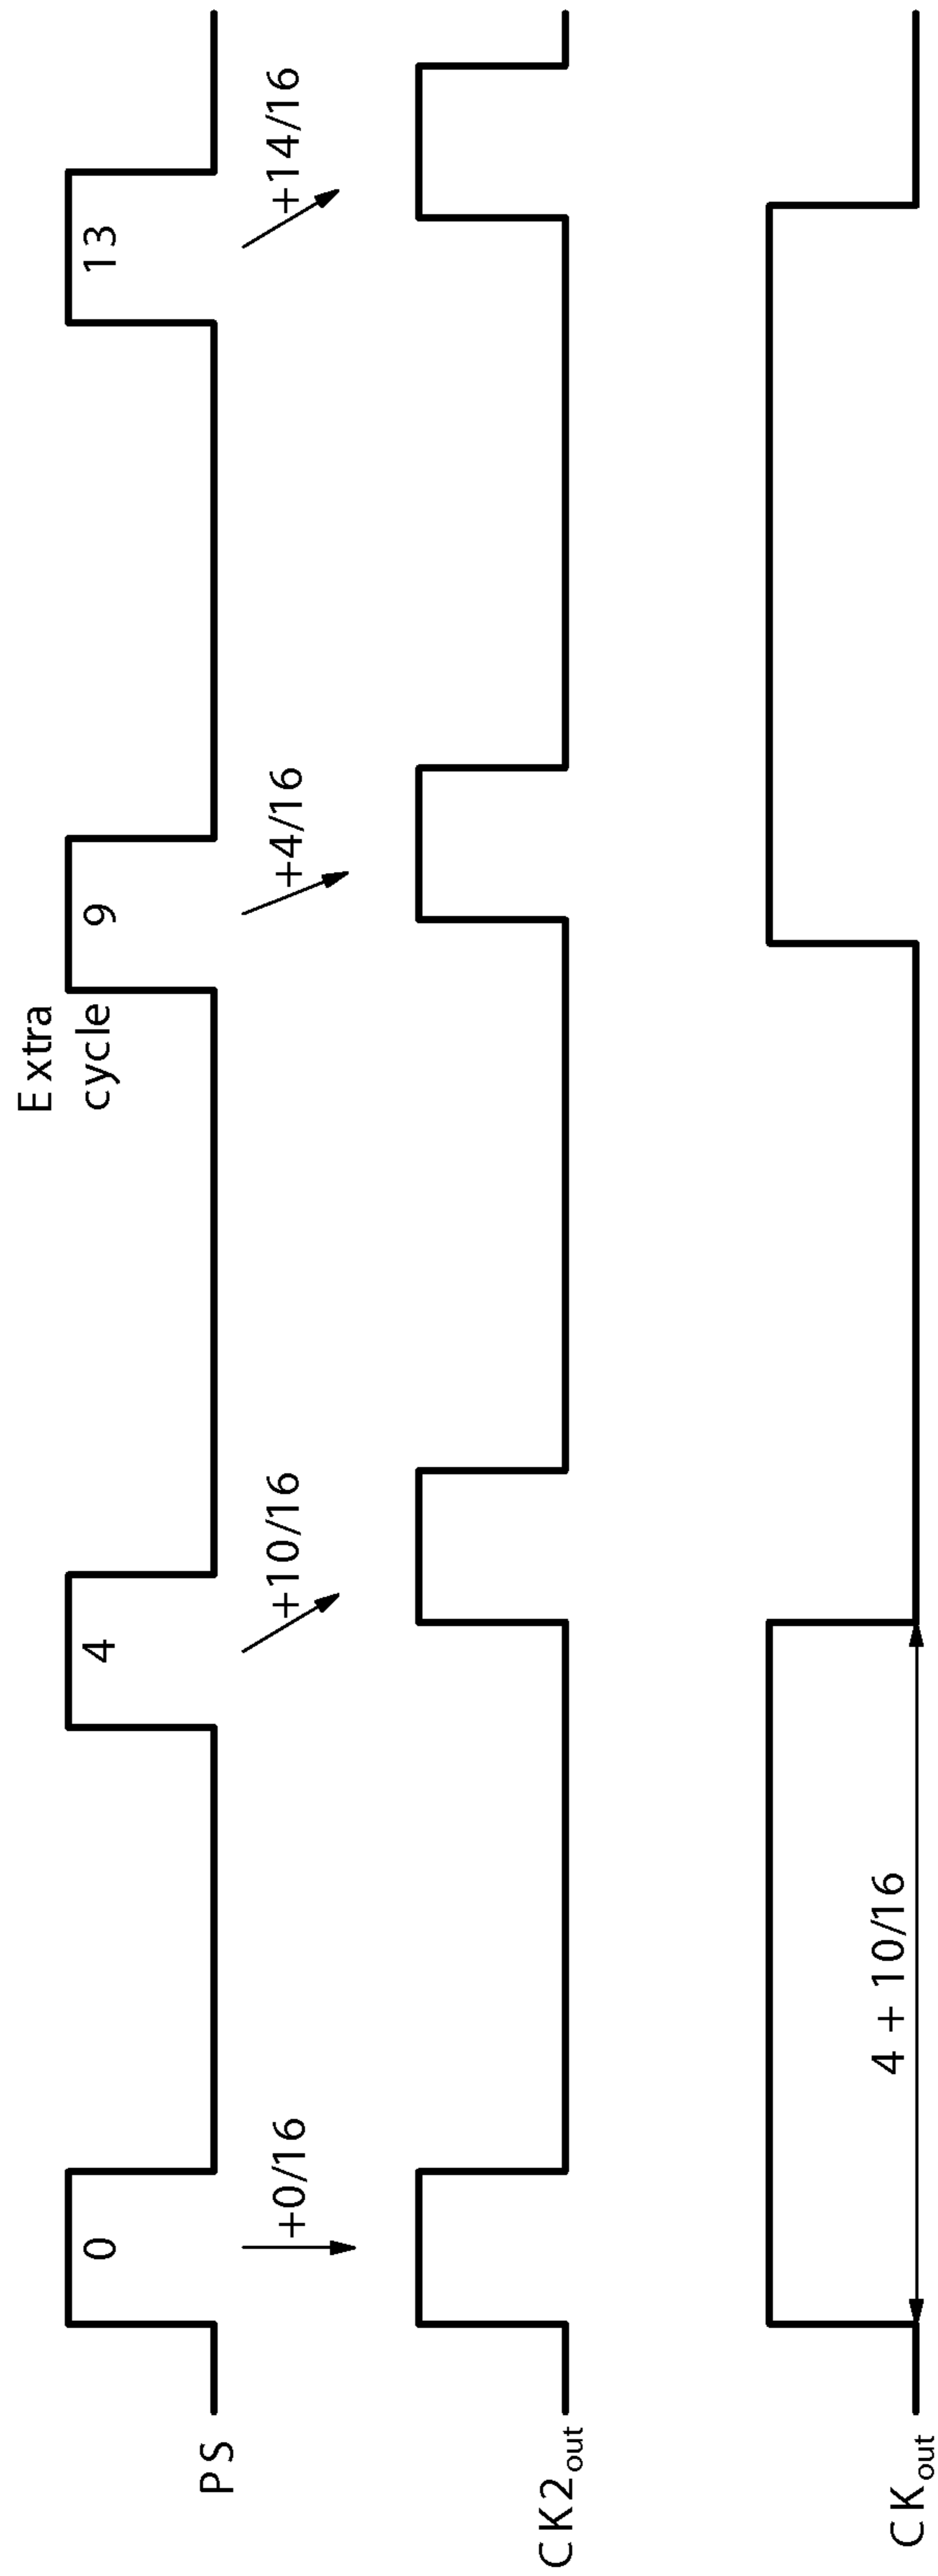 Extra
cycle
PS
0
4
9
13
+0/16
+10/16
+4/16
+14/16
CK2out
CKout
4 + 10/16